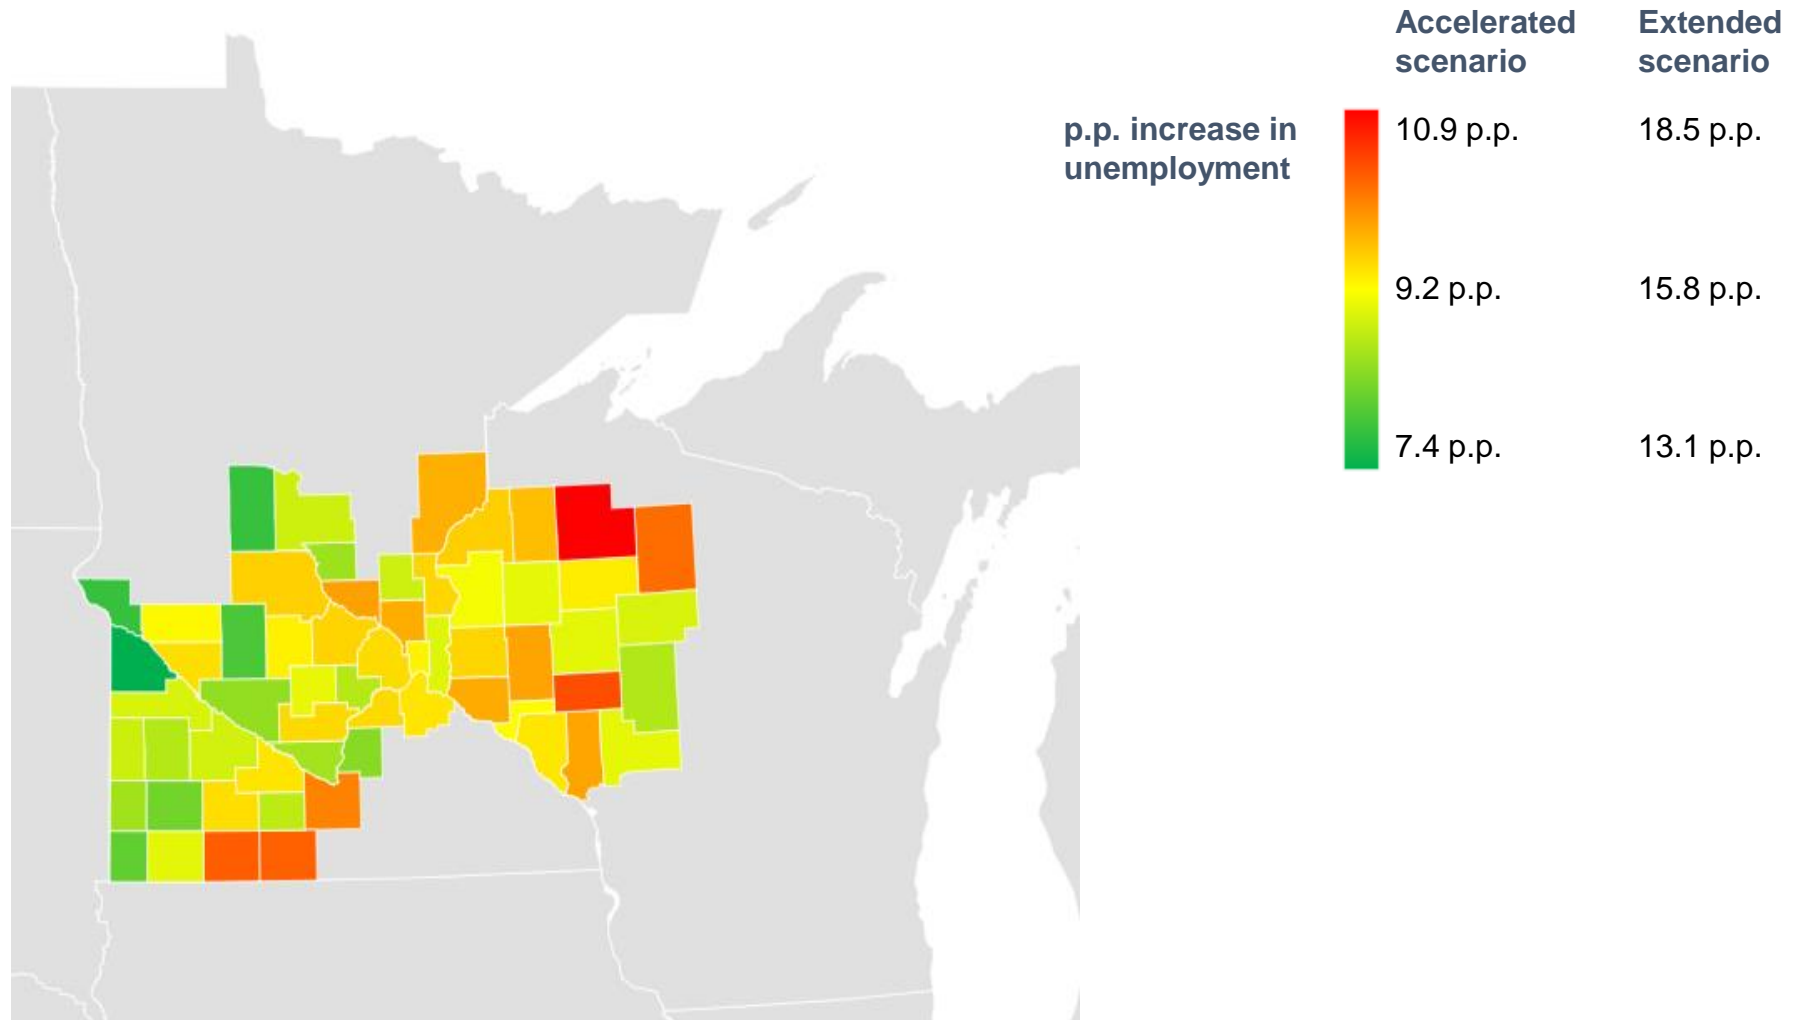 Accelerated scenario
Extended scenario
p.p. increase in unemployment
10.9 p.p.
18.5 p.p.
9.2 p.p.
15.8 p.p.
7.4 p.p.
13.1 p.p.